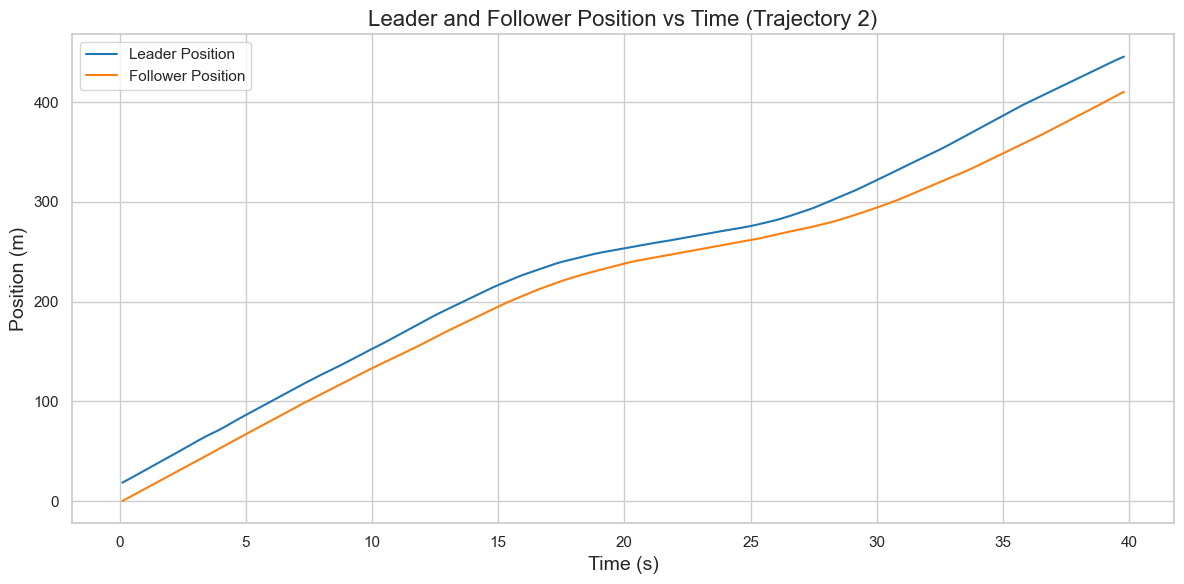 Leader and Follower Position vs Time (Trajectory 2)
Leader Position
Follower Position
Position (m)
400
300
200
100
0
0 5 10 15 20 25 30 35 40
Time (s)